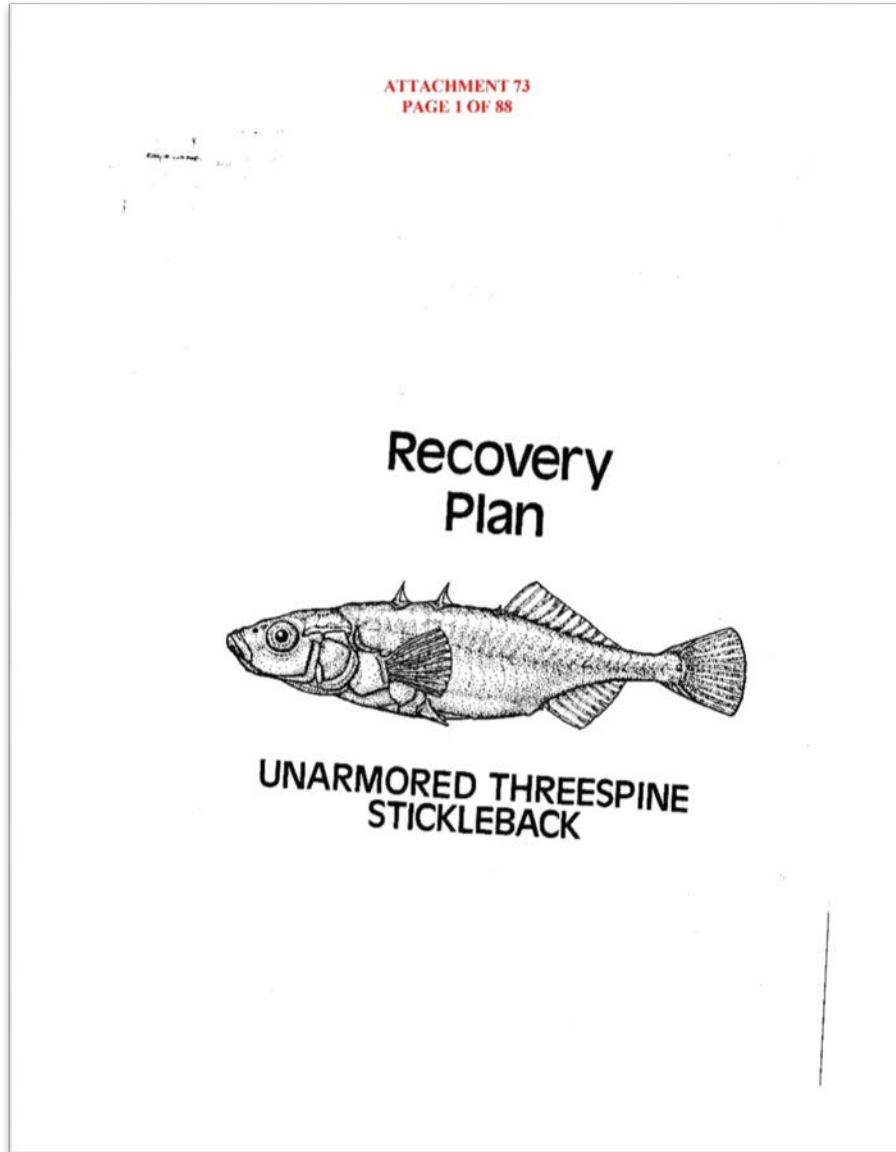 ATTACHMENT 73
PAGE 1 OF 88
Recovery
Plan
UNARMORED THREESPINE
STICKLEBACK